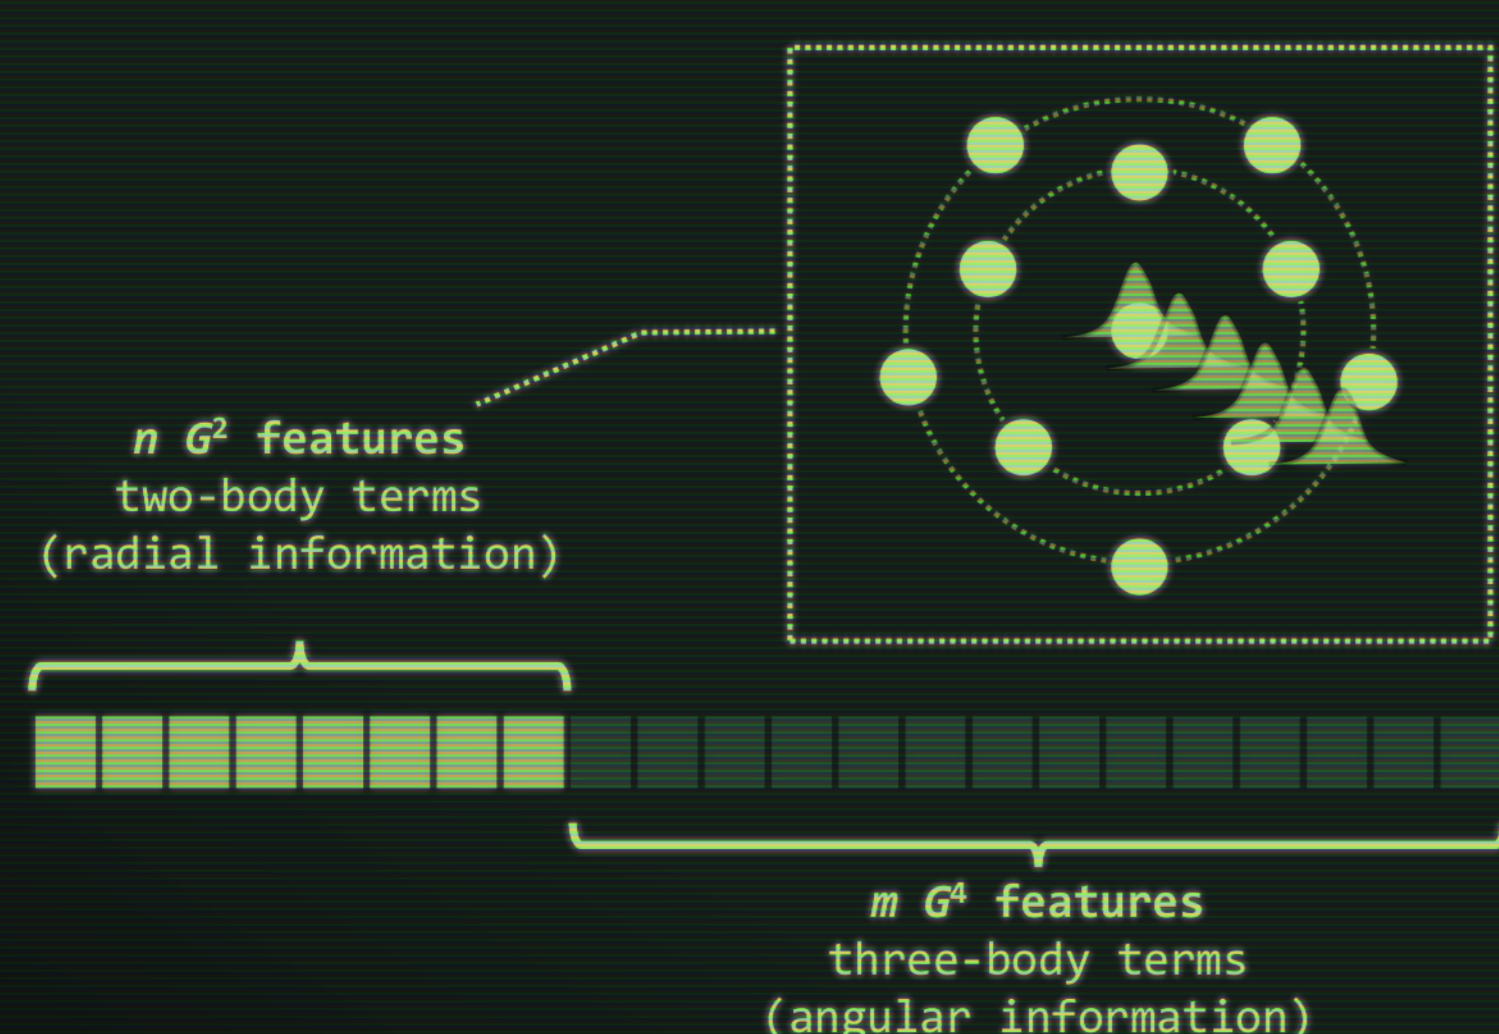 n G² features
two-body terms
(radial information)
m G⁴ features
three-body terms
(angular information)